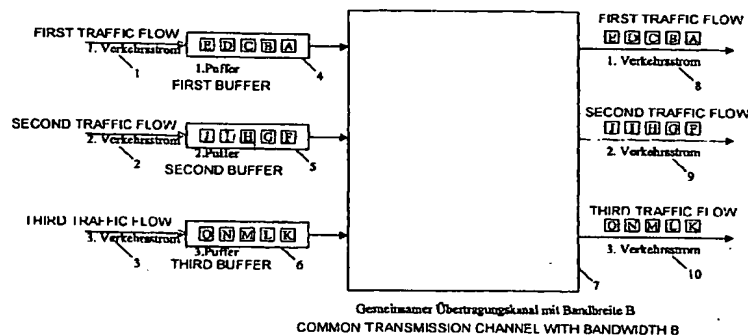 FIRST TRAFFIC FLOW
1. Verkehrsstrom
1
E D C B A
1.Puffer
FIRST BUFFER
4
FIRST TRAFFIC FLOW
E D C B A
1. Verkehrsstrom
8
SECOND TRAFFIC FLOW
2. Verkehrsstrom
2
J I H G F
2.Puffer
SECOND BUFFER
5
SECOND TRAFFIC FLOW
J I H G F
2. Verkehrsstrom
9
THIRD TRAFFIC FLOW
3. Verkehrsstrom
3
O N M L K
3.Puffer
THIRD BUFFER
6
THIRD TRAFFIC FLOW
O N M L K
3. Verkehrsstrom
10
7
Gemeinsamer Übertragungskanal mit Bandbreite B
COMMON TRANSMISSION CHANNEL WITH BANDWIDTH B